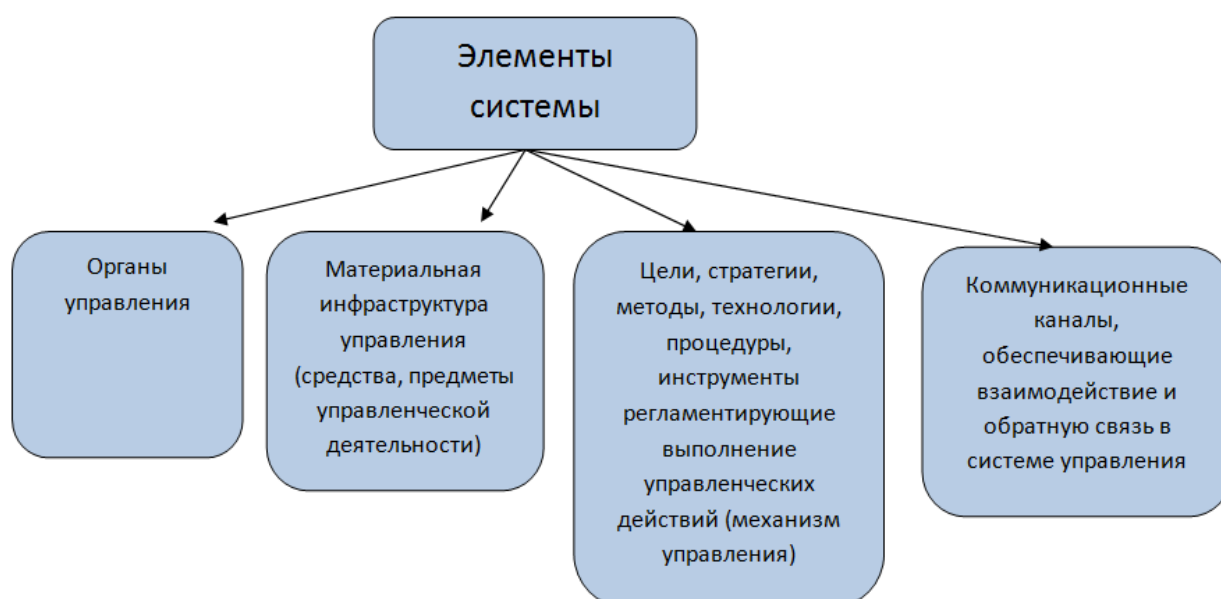 Элементы
системы
Органы
управления
Материальная
инфраструктура
управления
(средства, предметы
управленческой
деятельности)
Цели, стратегии,
методы, технологии,
процедуры,
инструменты
регламентирующие
выполнение
управленческих
действий (механизм
управления)
Коммуникационные
каналы,
обеспечивающие
взаимодействие и
обратную связь в
системе управления